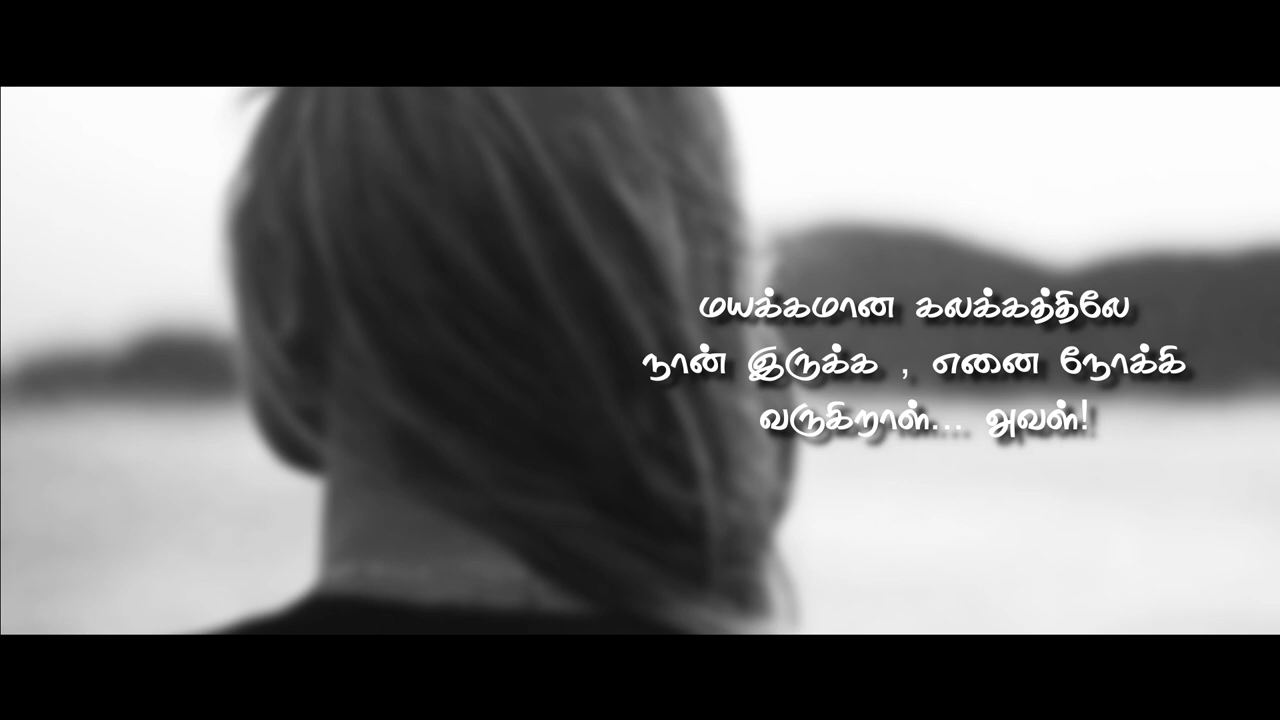 மயக்கமான கலக்கத்திலே
நான் இருக்க , எனை நோக்கி
வருகிறாள்... அவள்!